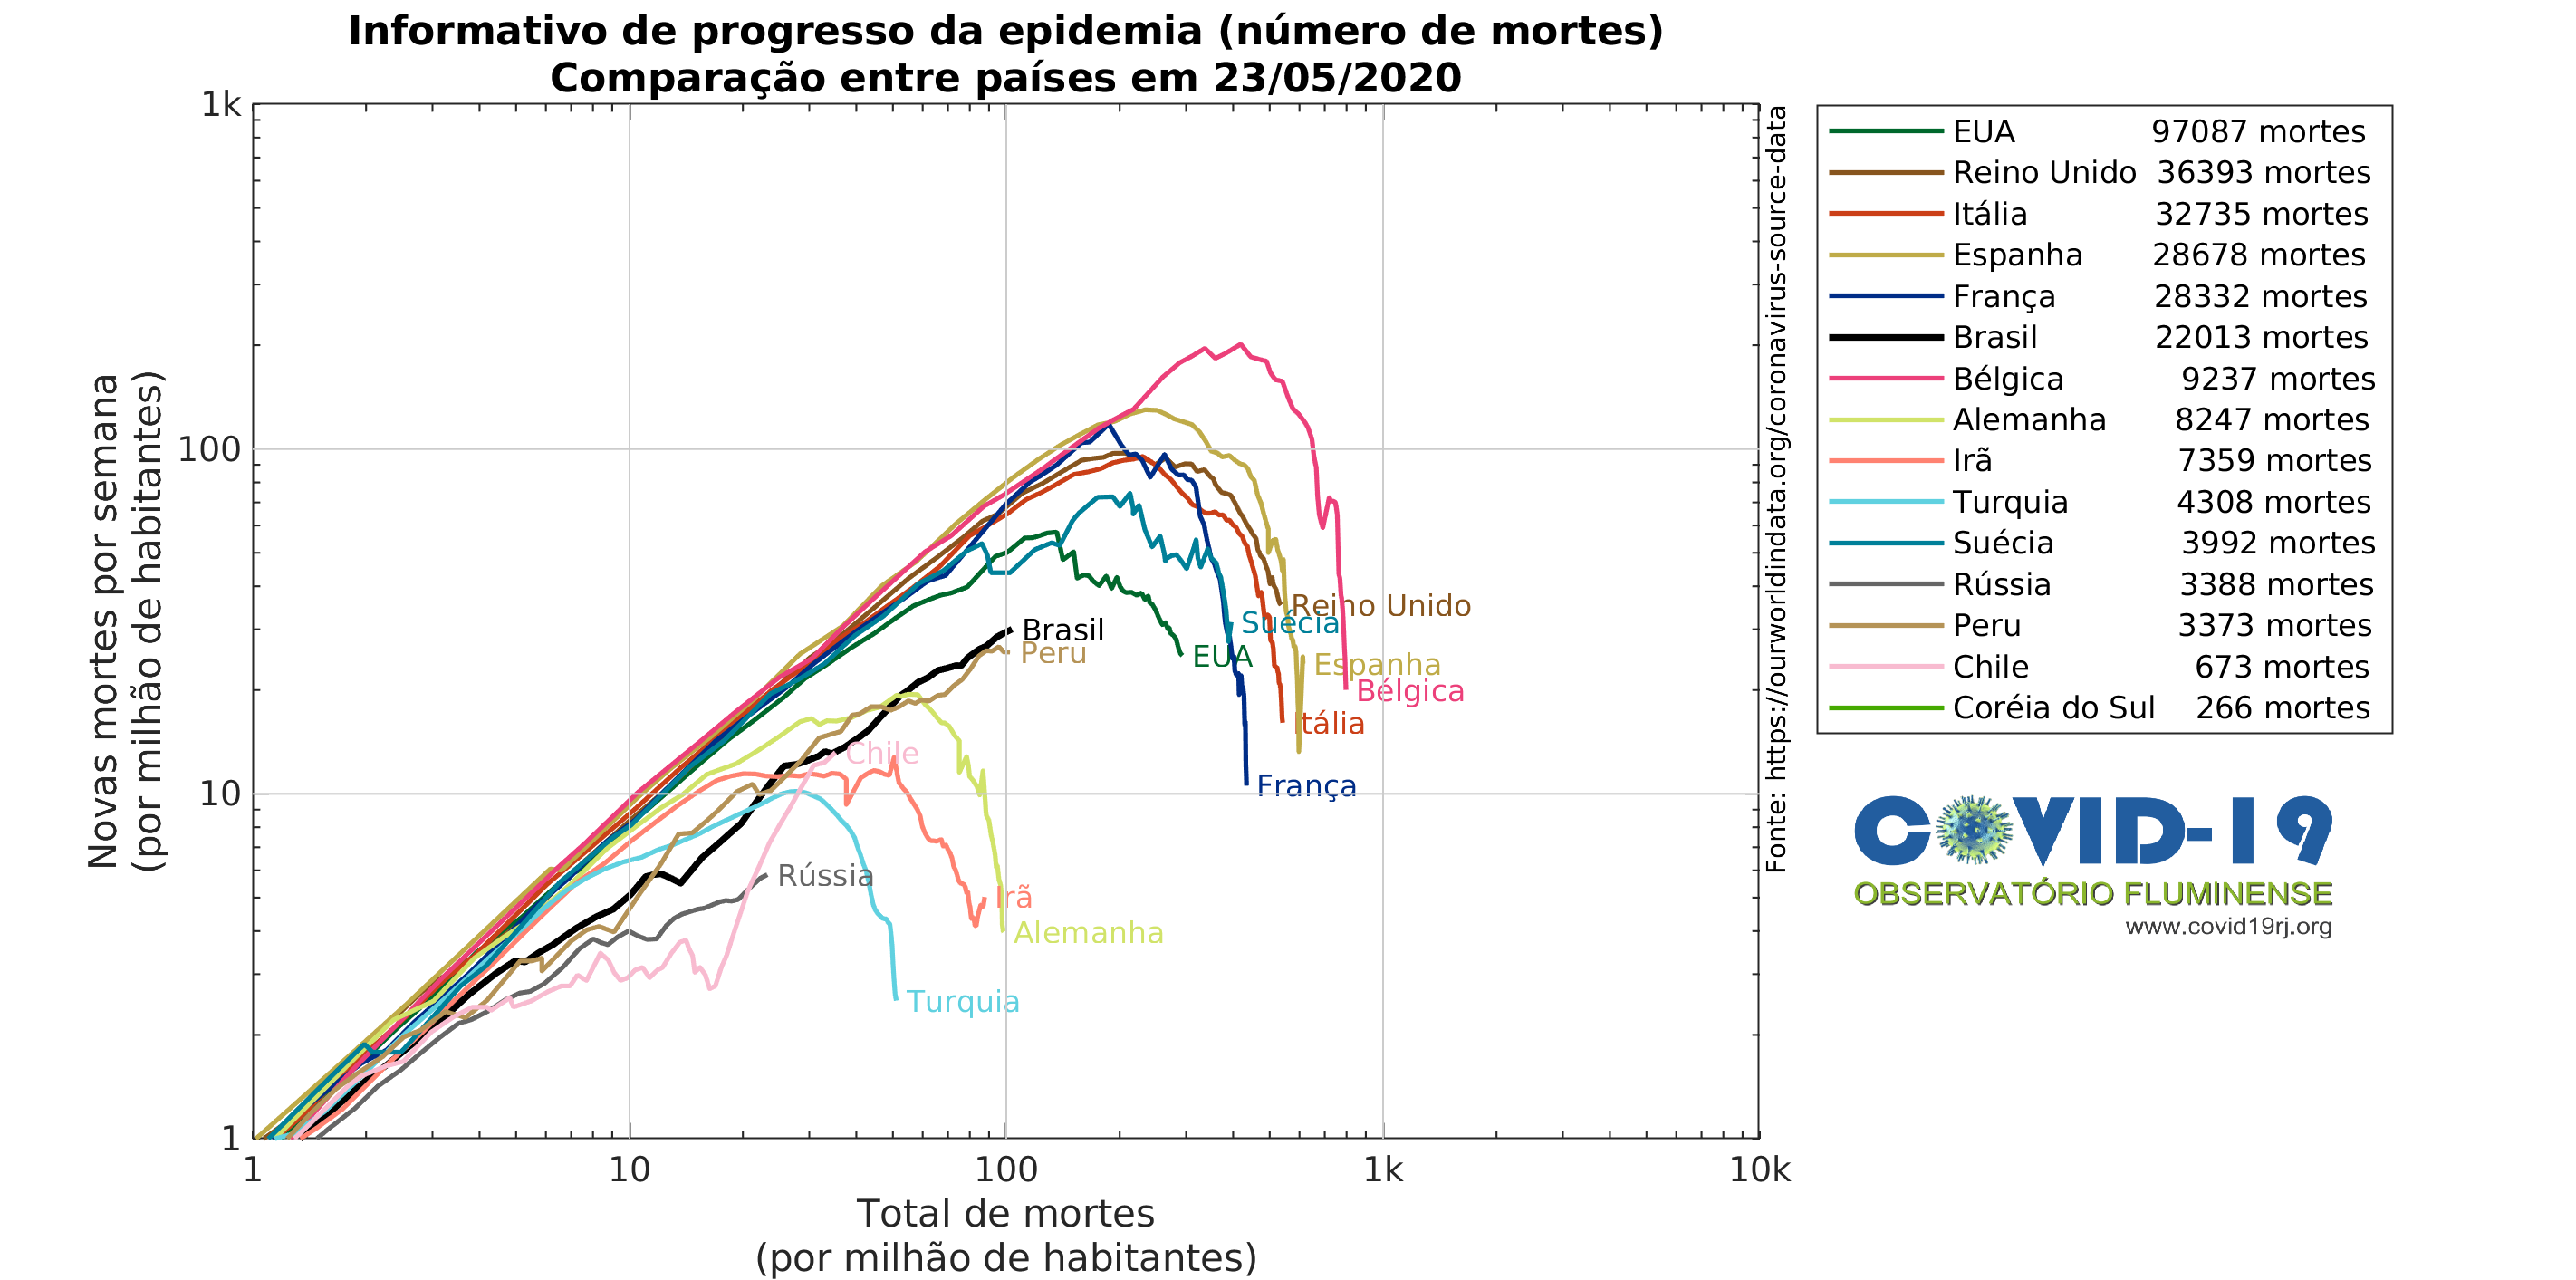 Informativo de progresso da epidemia (número de mortes)
Comparação entre países em 23/05/2020
Novas mortes por semana
(por milhão de habitantes)
1k
100
10
1
1
10
100
1k
10k
Total de mortes
(por milhão de habitantes)
Brasil
Peru
Chile
Rússia
Irã
Alemanha
Turquia
EUA
Suécia
Reino Unido
Espanha
Bélgica
Itália
França
Fonte: https://ourworldindata.org/coronavirus-source-data
EUA 97087 mortes
Reino Unido 36393 mortes
Itália 32735 mortes
Espanha 28678 mortes
França 28332 mortes
Brasil 22013 mortes
Bélgica 9237 mortes
Alemanha 8247 mortes
Irã 7359 mortes
Turquia 4308 mortes
Suécia 3992 mortes
Rússia 3388 mortes
Peru 3373 mortes
Chile 673 mortes
Coréia do Sul 266 mortes
COVID-19
OBSERVATÓRIO FLUMINENSE
www.covid19rj.org